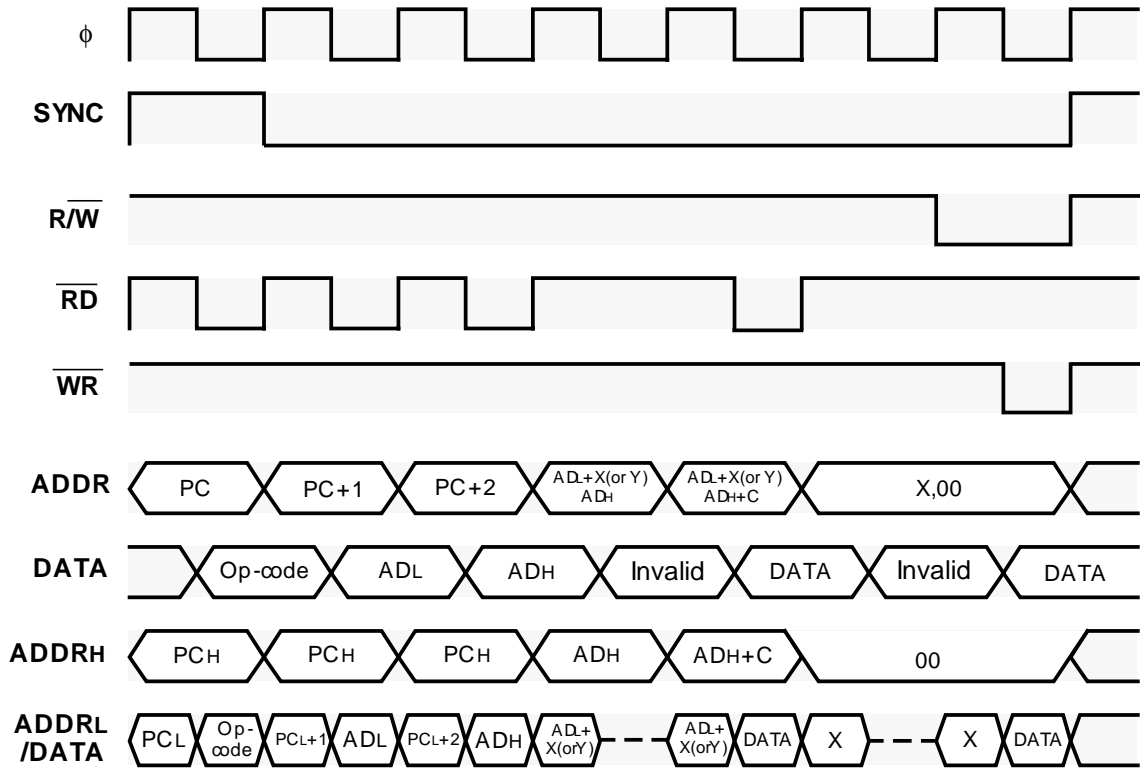 ϕ
SYNC
R/W̅
R̅D̅
W̅R̅
ADDR
PC
PC+1
PC+2
ADL+X(or Y)
ADH
ADL+X(or Y)
ADH+C
X,00
DATA
Op-code
ADL
ADH
Invalid
DATA
Invalid
DATA
ADDRH
PCH
PCH
PCH
ADH
ADH+C
00
ADDRL
/DATA
PCL
Op-
code
PCL+1
ADL
PCL+2
ADH
ADL+
X(orY)
ADL+
X(orY)
DATA
X
X
DATA